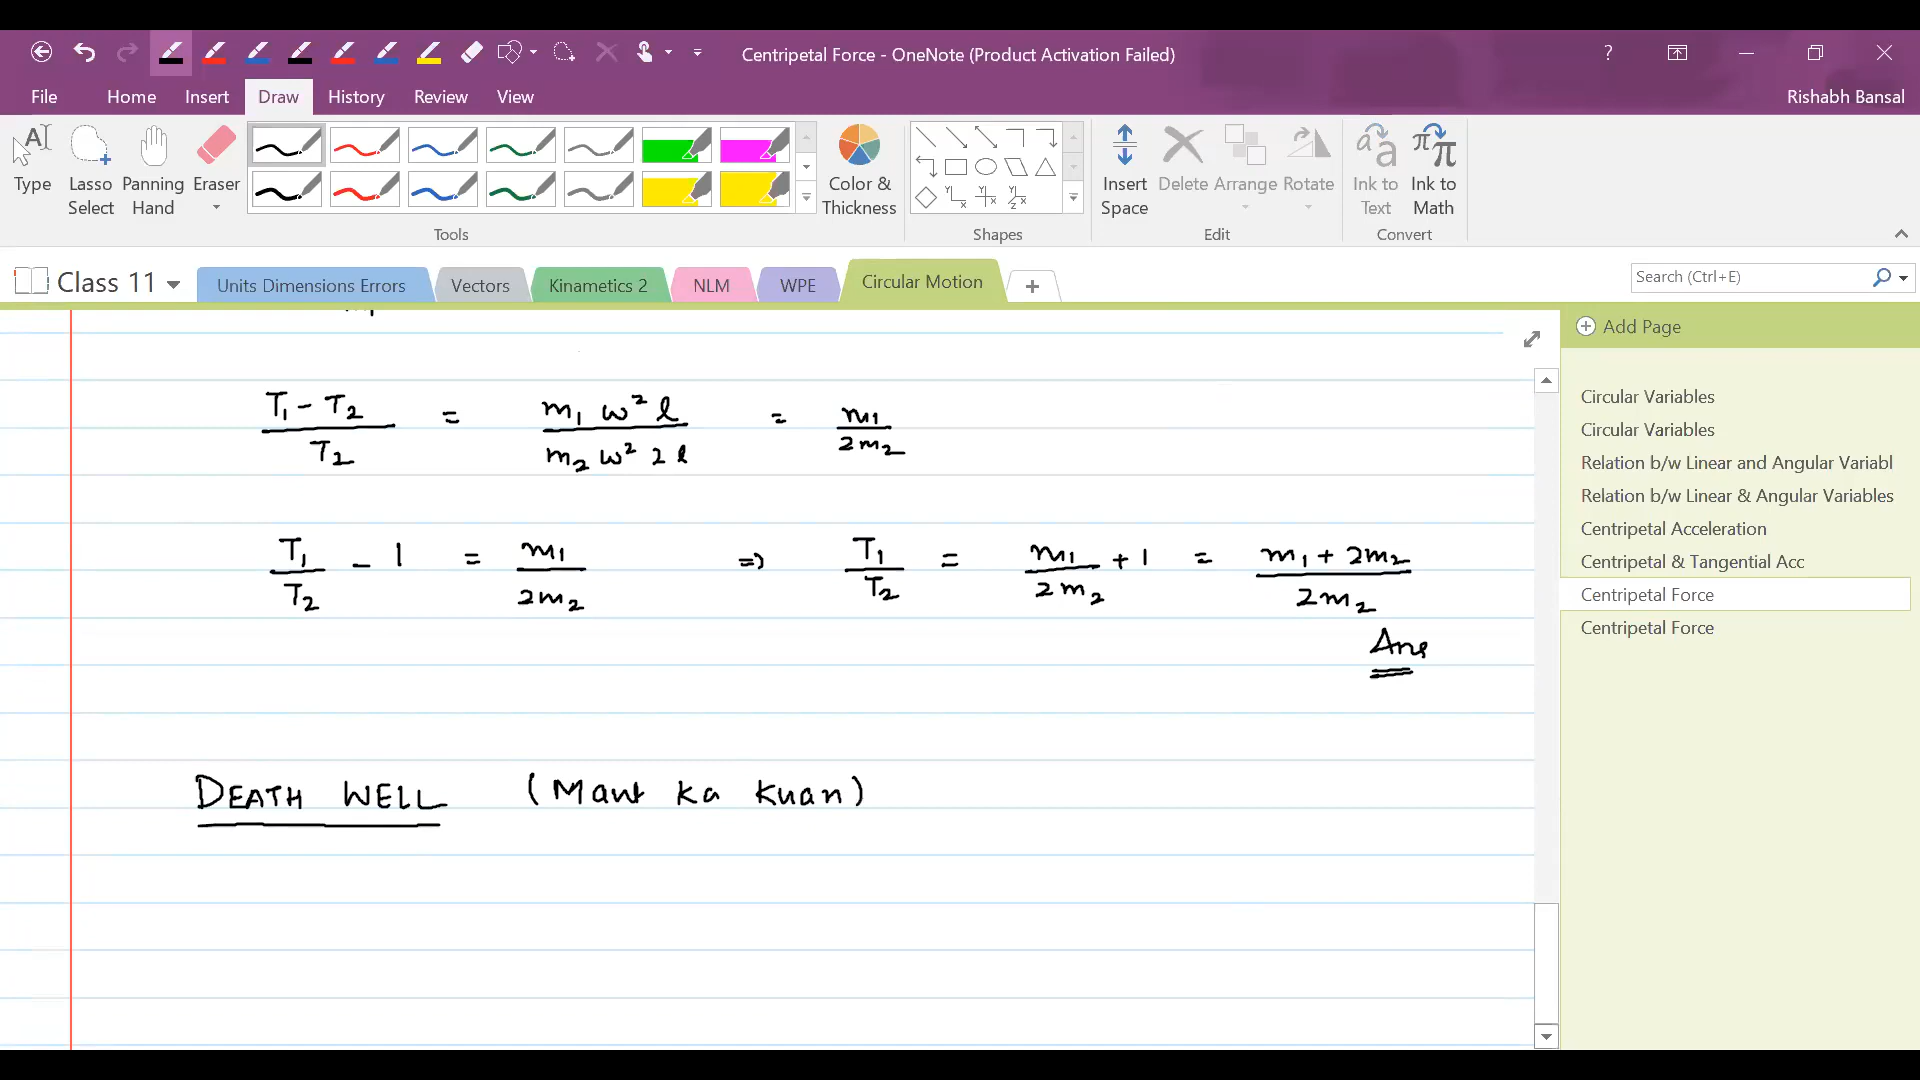 Centripetal Force - OneNote (Product Activation Failed)
?
File Home Insert Draw History Review View
Rishabh Bansal
Type
Lasso Select
Panning Hand
Eraser
Color & Thickness
Insert Space
Delete Arrange Rotate
Ink to Text
Ink to Math
Tools Shapes Edit Convert
Class 11 Units Dimensions Errors Vectors Kinametics 2 NLM WPE Circular Motion +
Search (Ctrl+E)
Add Page
Circular Variables
Circular Variables
Relation b/w Linear and Angular Variabl
Relation b/w Linear & Angular Variables
Centripetal Acceleration
Centripetal & Tangential Acc
Centripetal Force
Centripetal Force
(T₁ - T₂)/T₂ = (m₁ ω² l)/(m₂ ω² 2l) = m₁/2m₂
T₁/T₂ - 1 = m₁/2m₂ ⇒ T₁/T₂ = m₁/2m₂ + 1 = (m₁ + 2m₂)/2m₂
Ans
DEATH WELL (Maut ka Kuan)